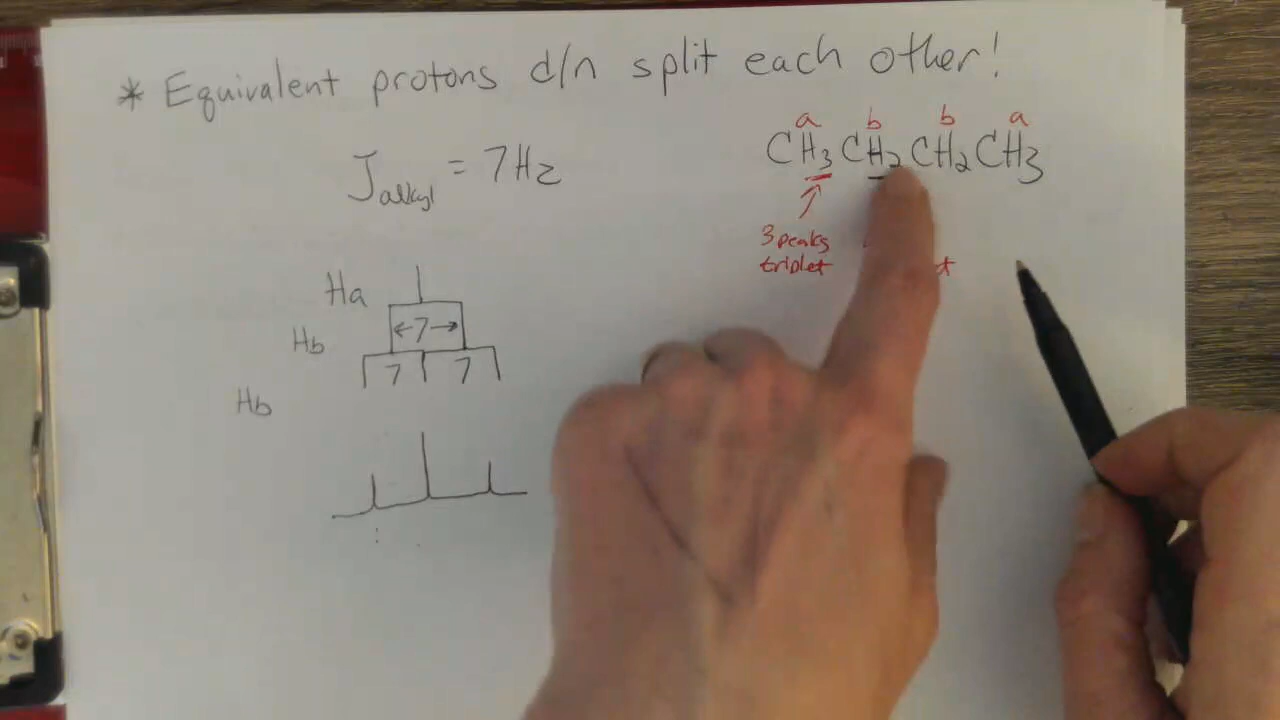 * Equivalent protons d/n split each other!
a b b a
CH3CH2CH2CH3
J alkyl = 7Hz
3 peaks
triplet
Ha
←7→
Hb
7 7
Hb